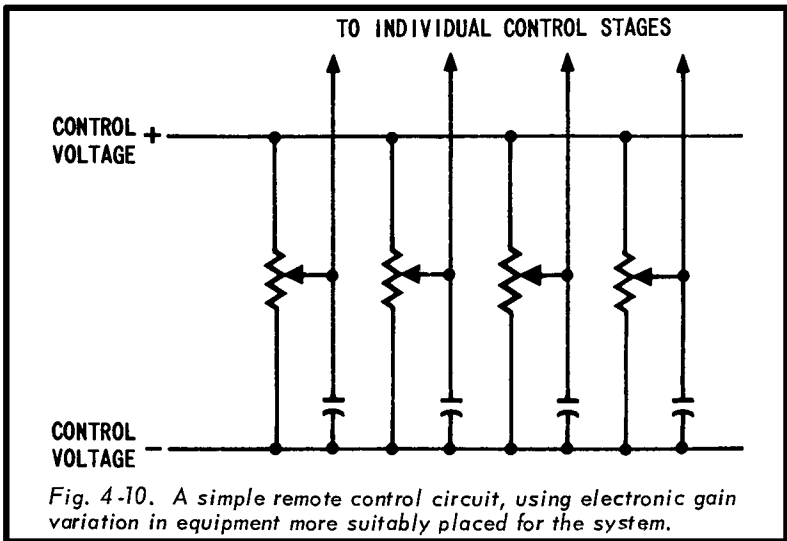 TO INDIVIDUAL CONTROL STAGES
CONTROL
VOLTAGE +
CONTROL
VOLTAGE -
Fig. 4-10. A simple remote control circuit, using electronic gain
variation in equipment more suitably placed for the system.